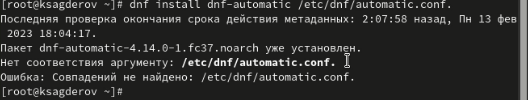 [root@ksagderov ~]# dnf install dnf-automatic /etc/dnf/automatic.conf.
Последняя проверка окончания срока действия метаданных: 2:07:58 назад, Пн 13 фев
 2023 18:04:17.
Пакет dnf-automatic-4.14.0-1.fc37.noarch уже установлен.
Нет соответствия аргументу: /etc/dnf/automatic.conf.
Ошибка: Совпадений не найдено: /etc/dnf/automatic.conf.
[root@ksagderov ~]#